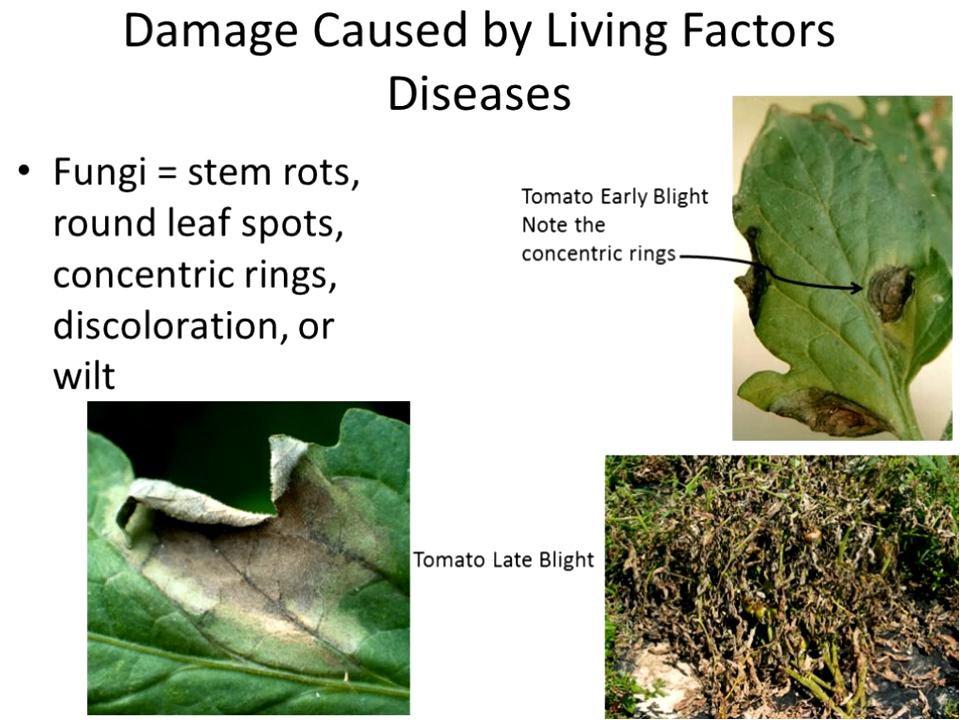 Damage Caused by Living Factors
Diseases
• Fungi = stem rots,
round leaf spots,
concentric rings,
discoloration, or
wilt
Tomato Early Blight
Note the
concentric rings
Tomato Late Blight